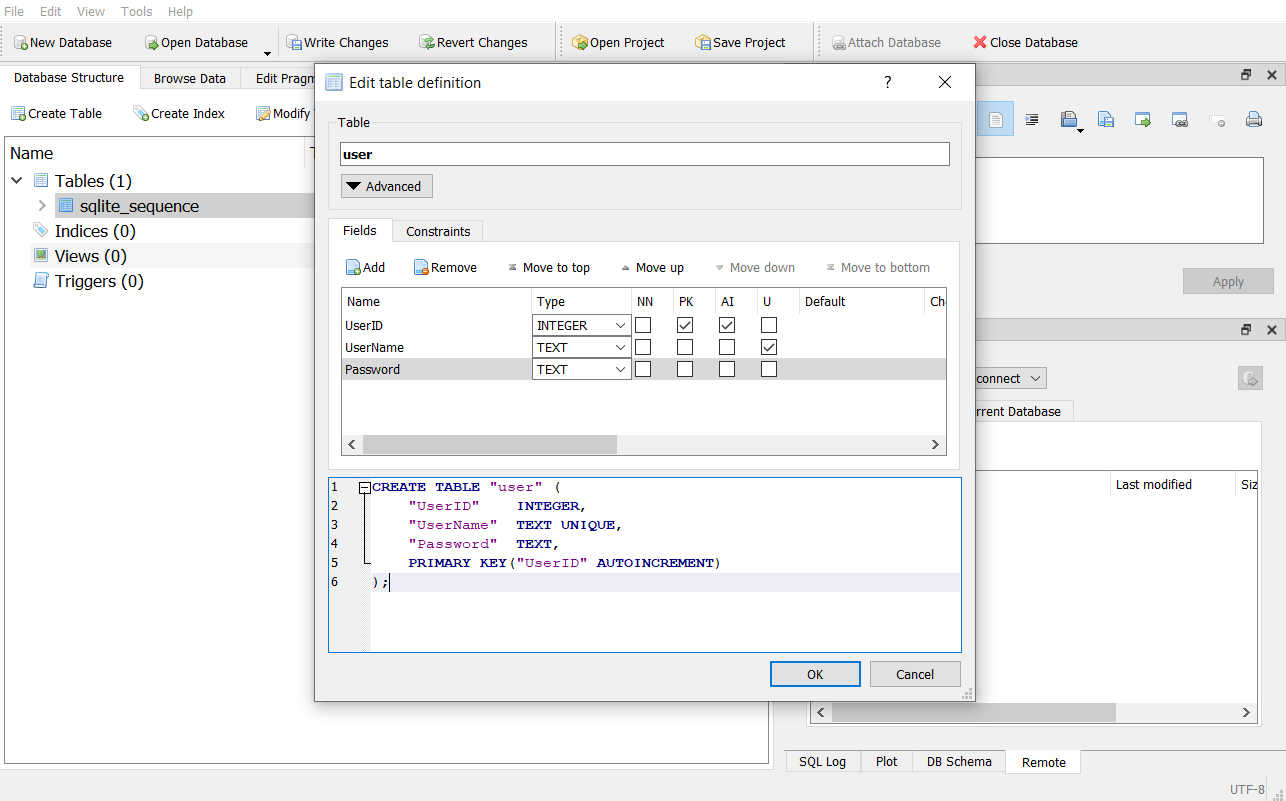 File Edit View Tools Help
New Database Open Database Write Changes Revert Changes Open Project Save Project Attach Database Close Database
Database Structure Browse Data Edit Pragm
Create Table Create Index Modify
Name
Tables (1)
sqlite_sequence
Indices (0)
Views (0)
Triggers (0)
Edit table definition ?
Table
user
Advanced
Fields Constraints
Add Remove Move to top Move up Move down Move to bottom
Name Type NN PK AI U Default Ch
UserID INTEGER
UserName TEXT
Password TEXT
1 CREATE TABLE "user" (
2 "UserID" INTEGER,
3 "UserName" TEXT UNIQUE,
4 "Password" TEXT,
5 PRIMARY KEY("UserID" AUTOINCREMENT)
6 );
OK Cancel
Apply
connect
rrent Database
Last modified Siz
SQL Log Plot DB Schema Remote
UTF-8